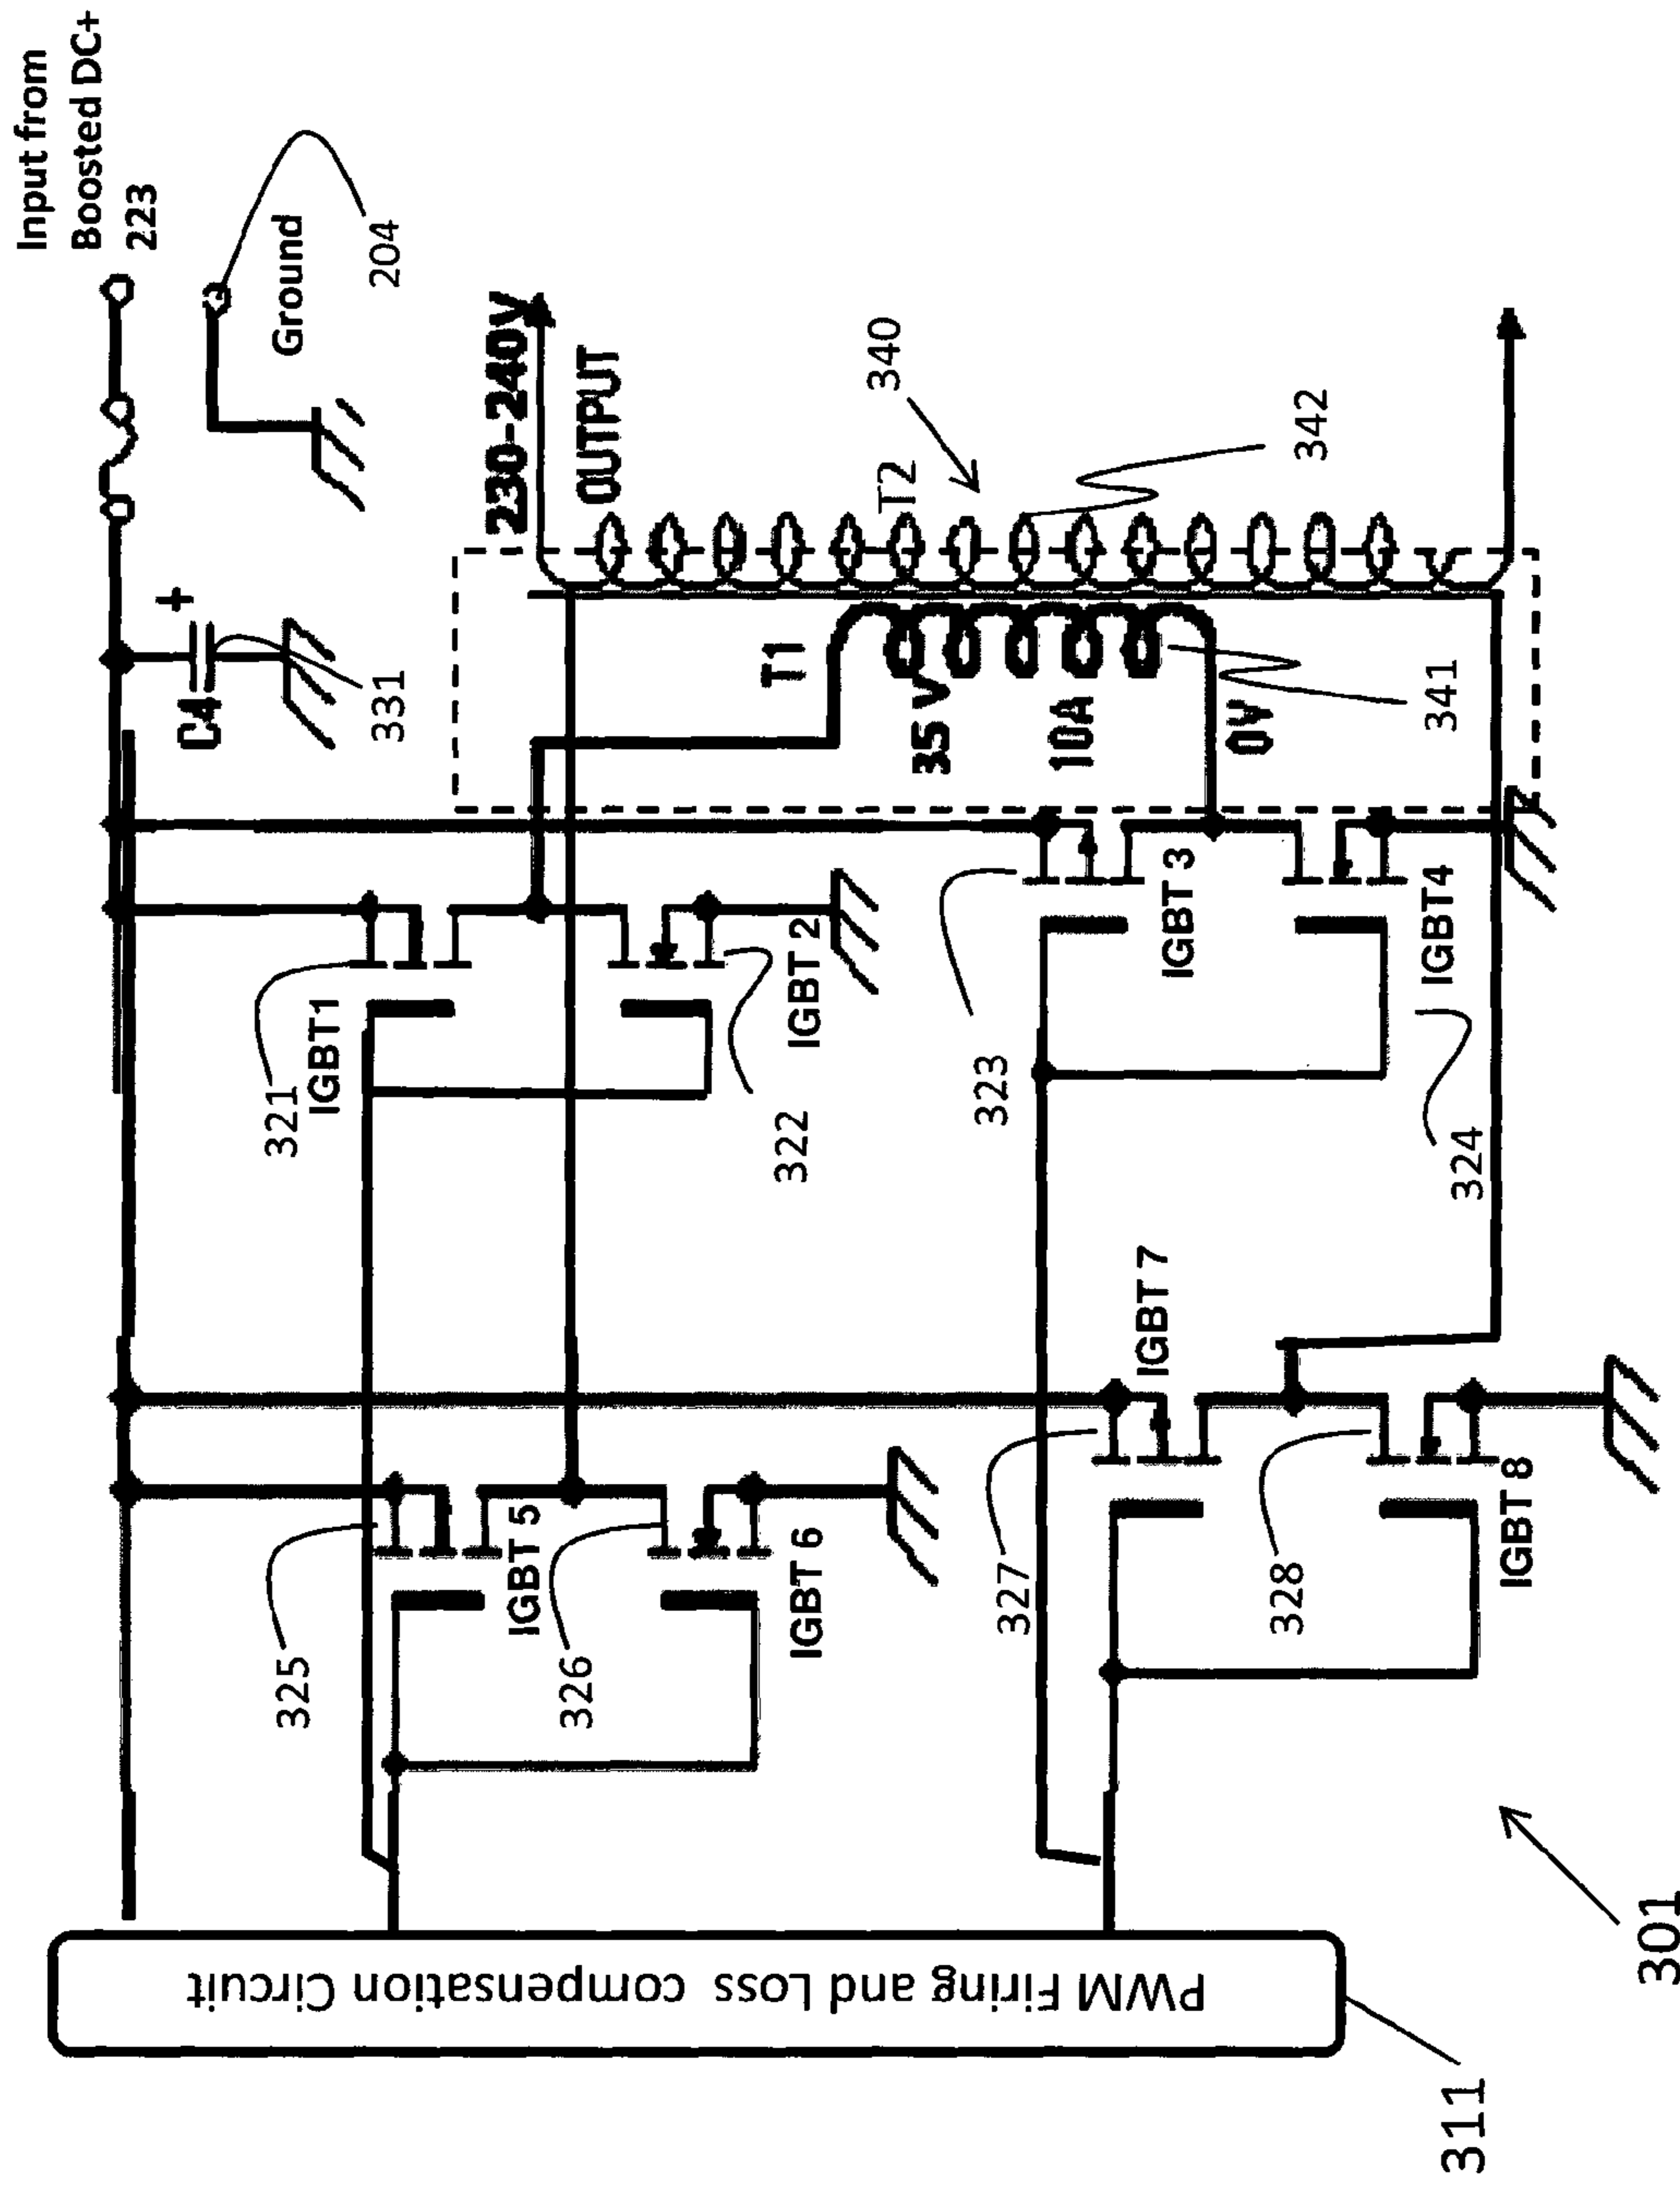 Input from
Boosted DC+
223
Ground
204
C4
+
331
230-240V
OUTPUT
340
T2
342
T1
35 V
10A
0V
341
321
IGBT1
322
IGBT 2
323
IGBT 3
324
IGBT4
325
IGBT 5
326
IGBT 6
327
IGBT 7
328
IGBT 8
PWM Firing and Loss compensation Circuit
311
301